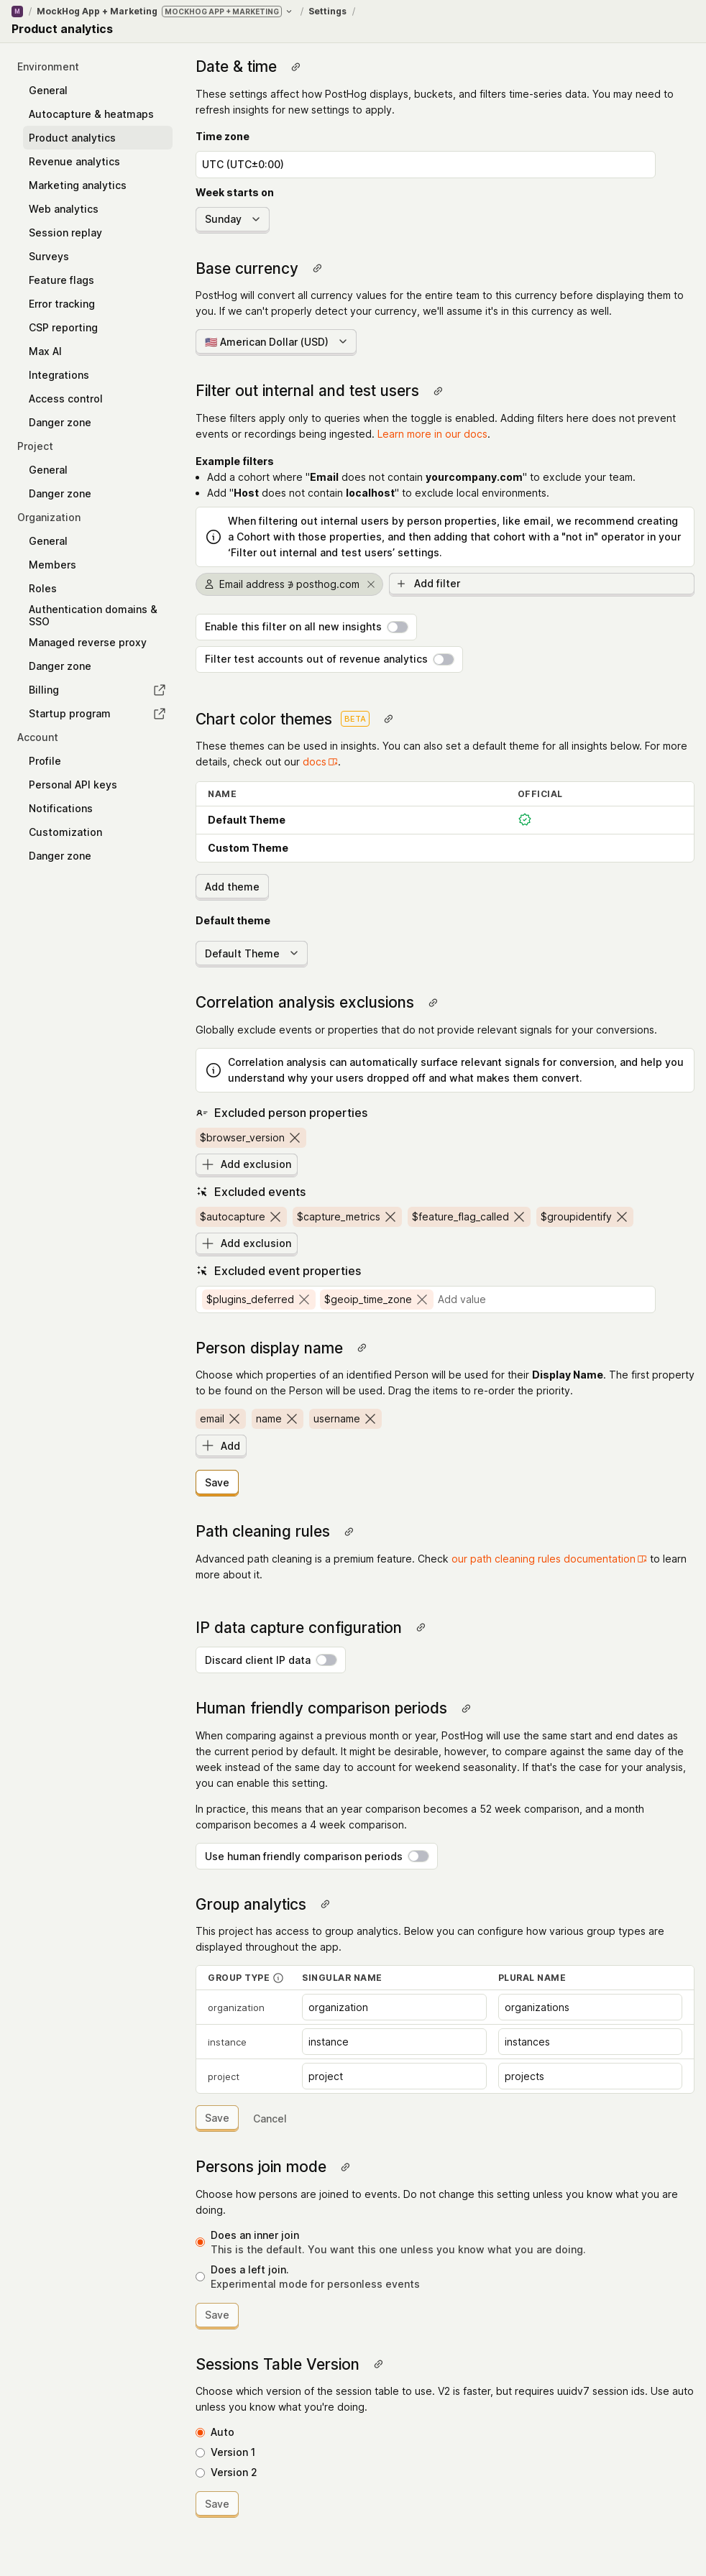 M / MockHog App + Marketing MOCKHOG APP + MARKETING / Settings /
Product analytics
Environment
General
Autocapture & heatmaps
Product analytics
Revenue analytics
Marketing analytics
Web analytics
Session replay
Surveys
Feature flags
Error tracking
CSP reporting
Max AI
Integrations
Access control
Danger zone
Project
General
Danger zone
Organization
General
Members
Roles
Authentication domains &
SSO
Managed reverse proxy
Danger zone
Billing
Startup program
Account
Profile
Personal API keys
Notifications
Customization
Danger zone
Date & time
These settings affect how PostHog displays, buckets, and filters time-series data. You may need to
refresh insights for new settings to apply.
Time zone
UTC (UTC±0:00)
Week starts on
Sunday
Base currency
PostHog will convert all currency values for the entire team to this currency before displaying them to
you. If we can't properly detect your currency, we'll assume it's in this currency as well.
🇺🇸 American Dollar (USD)
Filter out internal and test users
These filters apply only to queries when the toggle is enabled. Adding filters here does not prevent
events or recordings being ingested. Learn more in our docs.
Example filters
• Add a cohort where "Email does not contain yourcompany.com" to exclude your team.
• Add "Host does not contain localhost" to exclude local environments.
When filtering out internal users by person properties, like email, we recommend creating
a Cohort with those properties, and then adding that cohort with a "not in" operator in your
‘Filter out internal and test users’ settings.
Email address ∌ posthog.com
Add filter
Enable this filter on all new insights
Filter test accounts out of revenue analytics
Chart color themes BETA
These themes can be used in insights. You can also set a default theme for all insights below. For more
details, check out our docs.
NAME OFFICIAL
Default Theme
Custom Theme
Add theme
Default theme
Default Theme
Correlation analysis exclusions
Globally exclude events or properties that do not provide relevant signals for your conversions.
Correlation analysis can automatically surface relevant signals for conversion, and help you
understand why your users dropped off and what makes them convert.
Excluded person properties
$browser_version
Add exclusion
Excluded events
$autocapture $capture_metrics $feature_flag_called $groupidentify
Add exclusion
Excluded event properties
$plugins_deferred $geoip_time_zone Add value
Person display name
Choose which properties of an identified Person will be used for their Display Name. The first property
to be found on the Person will be used. Drag the items to re-order the priority.
email name username
Add
Save
Path cleaning rules
Advanced path cleaning is a premium feature. Check our path cleaning rules documentation to learn
more about it.
IP data capture configuration
Discard client IP data
Human friendly comparison periods
When comparing against a previous month or year, PostHog will use the same start and end dates as
the current period by default. It might be desirable, however, to compare against the same day of the
week instead of the same day to account for weekend seasonality. If that's the case for your analysis,
you can enable this setting.
In practice, this means that an year comparison becomes a 52 week comparison, and a month
comparison becomes a 4 week comparison.
Use human friendly comparison periods
Group analytics
This project has access to group analytics. Below you can configure how various group types are
displayed throughout the app.
GROUP TYPE SINGULAR NAME PLURAL NAME
organization organization organizations
instance instance instances
project project projects
Save Cancel
Persons join mode
Choose how persons are joined to events. Do not change this setting unless you know what you are
doing.
Does an inner join
This is the default. You want this one unless you know what you are doing.
Does a left join.
Experimental mode for personless events
Save
Sessions Table Version
Choose which version of the session table to use. V2 is faster, but requires uuidv7 session ids. Use auto
unless you know what you're doing.
Auto
Version 1
Version 2
Save